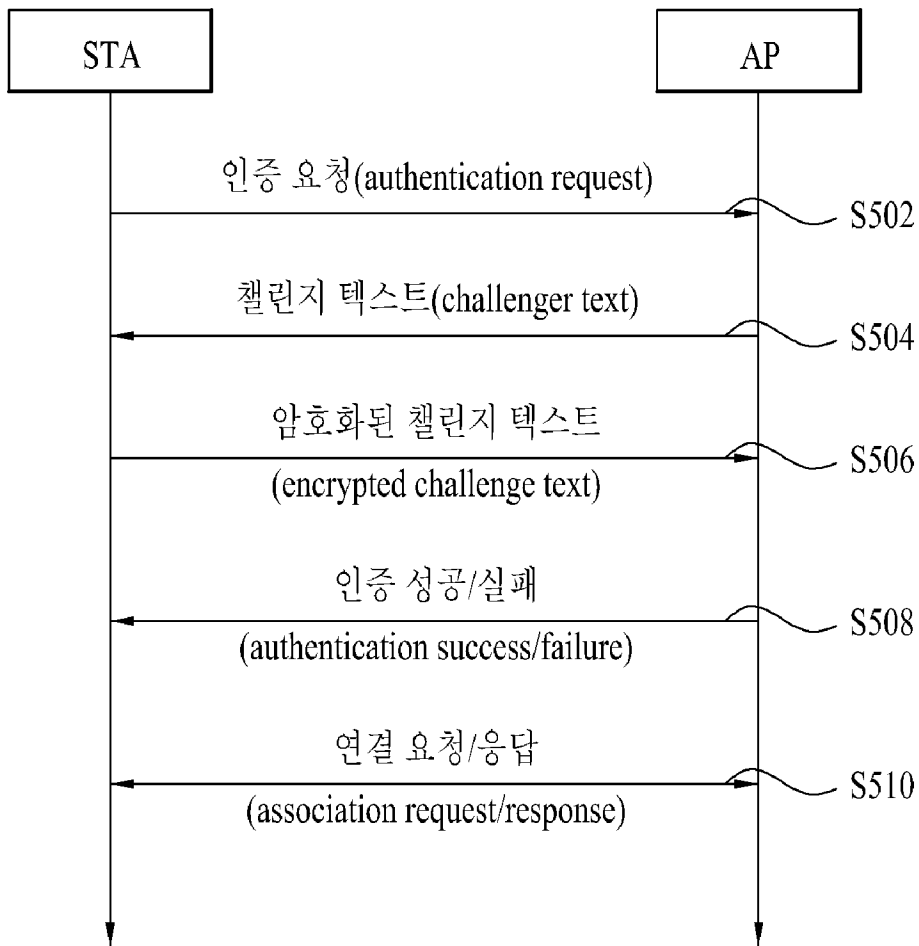 STA
AP
인증 요청(authentication request)
S502
챌린지 텍스트(challenger text)
S504
암호화된 챌린지 텍스트
(encrypted challenge text)
S506
인증 성공/실패
(authentication success/failure)
S508
연결 요청/응답
(association request/response)
S510